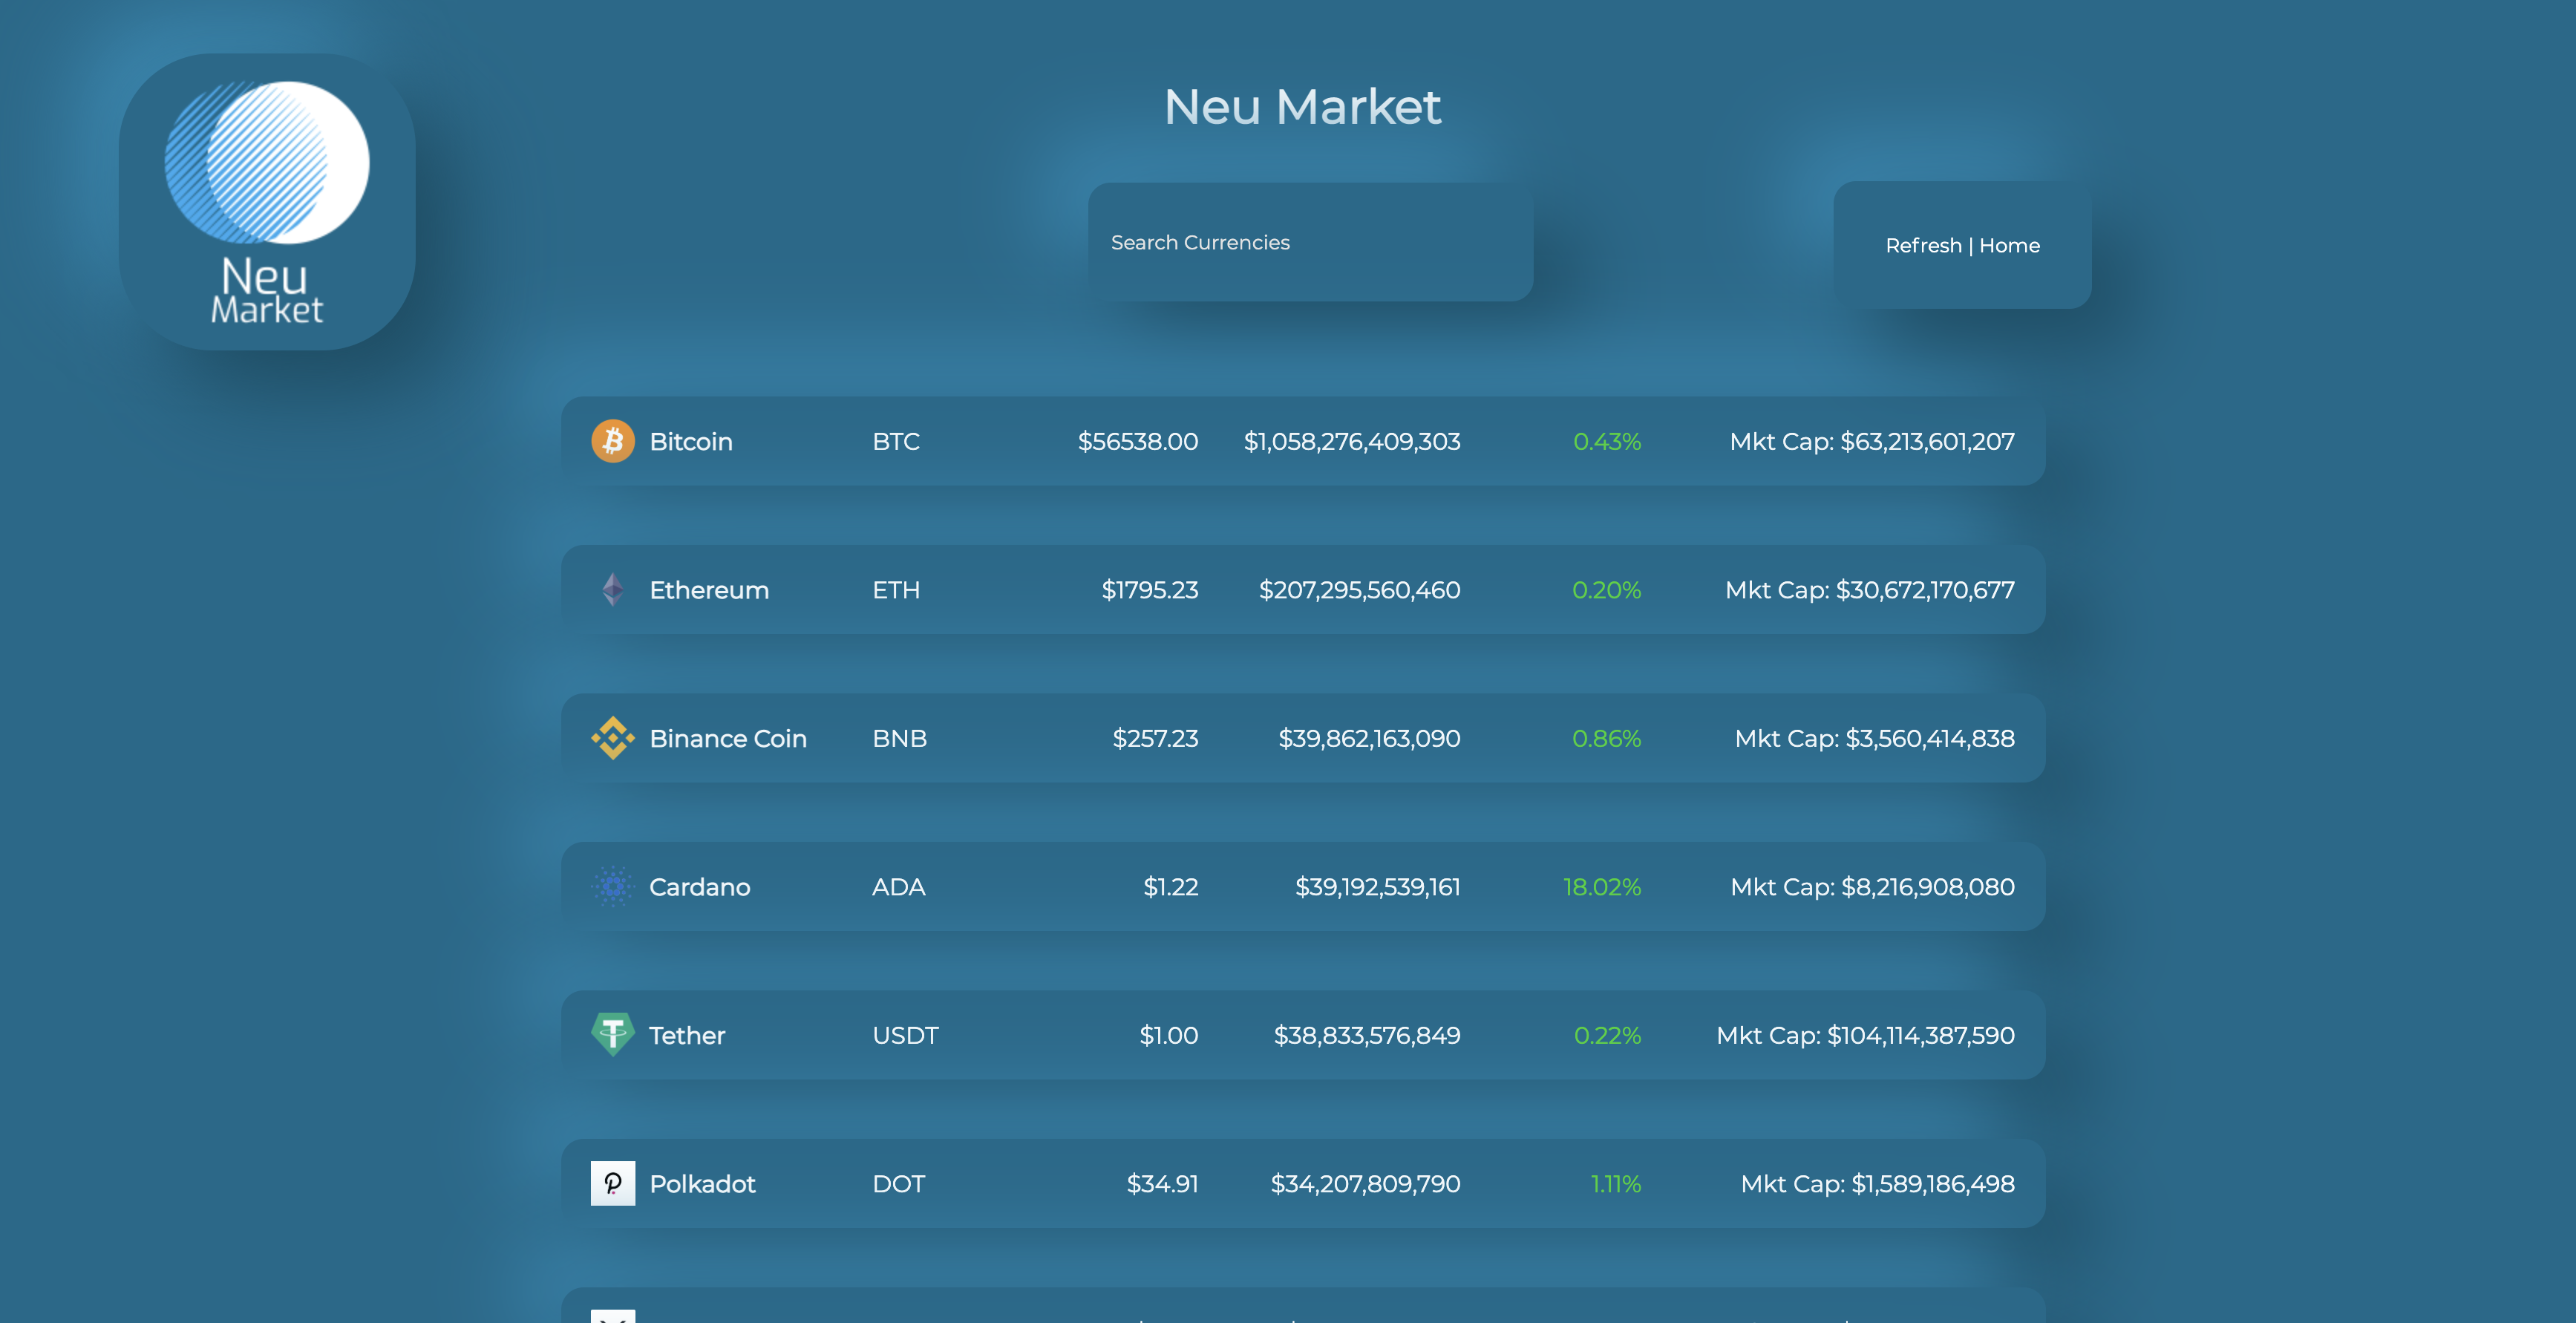 Neu
Market
Neu Market
Search Currencies
Refresh | Home
Bitcoin BTC $56538.00 $1,058,276,409,303 0.43% Mkt Cap: $63,213,601,207
Ethereum ETH $1795.23 $207,295,560,460 0.20% Mkt Cap: $30,672,170,677
Binance Coin BNB $257.23 $39,862,163,090 0.86% Mkt Cap: $3,560,414,838
Cardano ADA $1.22 $39,192,539,161 18.02% Mkt Cap: $8,216,908,080
Tether USDT $1.00 $38,833,576,849 0.22% Mkt Cap: $104,114,387,590
Polkadot DOT $34.91 $34,207,809,790 1.11% Mkt Cap: $1,589,186,498